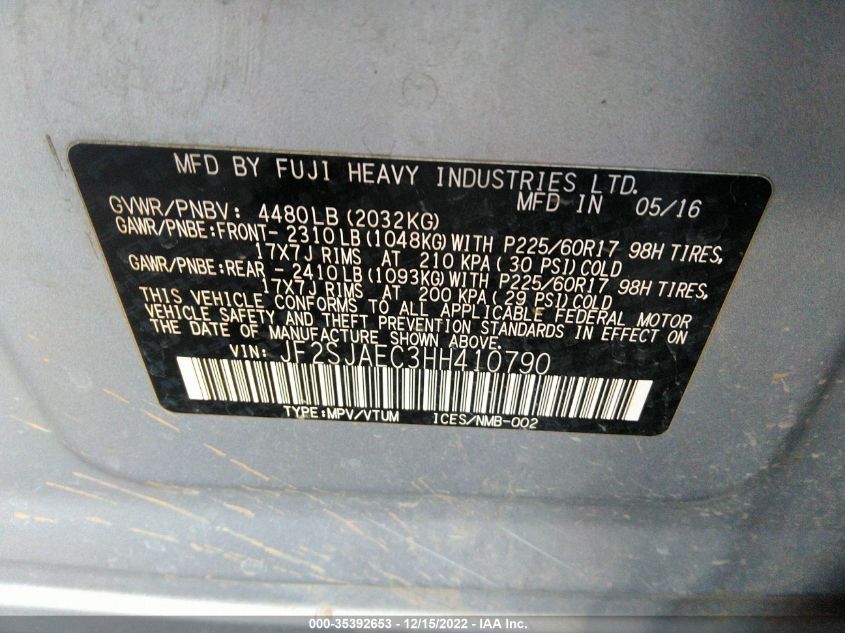 MFD BY FUJI HEAVY INDUSTRIES LTD.
MFD IN 05/16
GVWR/PNBV: 4480LB (2032KG)
GAWR/PNBE:FRONT- 2310LB(1048KG)WITH P225/60R17 98H TIRES,
17X7J RIMS AT 210 KPA( 30 PSI)COLD
GAWR/PNBE:REAR - 2410LB(1093KG)WITH P225/60R17 98H TIRES,
17X7J RIMS AT 200 KPA( 29 PSI)COLD
THIS VEHICLE CONFORMS TO ALL APPLICABLE FEDERAL MOTOR
VEHICLE SAFETY AND THEFT PREVENTION STANDARDS IN EFFECT ON
THE DATE OF MANUFACTURE SHOWN ABOVE.
VIN: JF2SJAEC3HH410790
TYPE:MPV/VTUM ICES/NMB-002
000-35392653 - 12/15/2022 - IAA Inc.